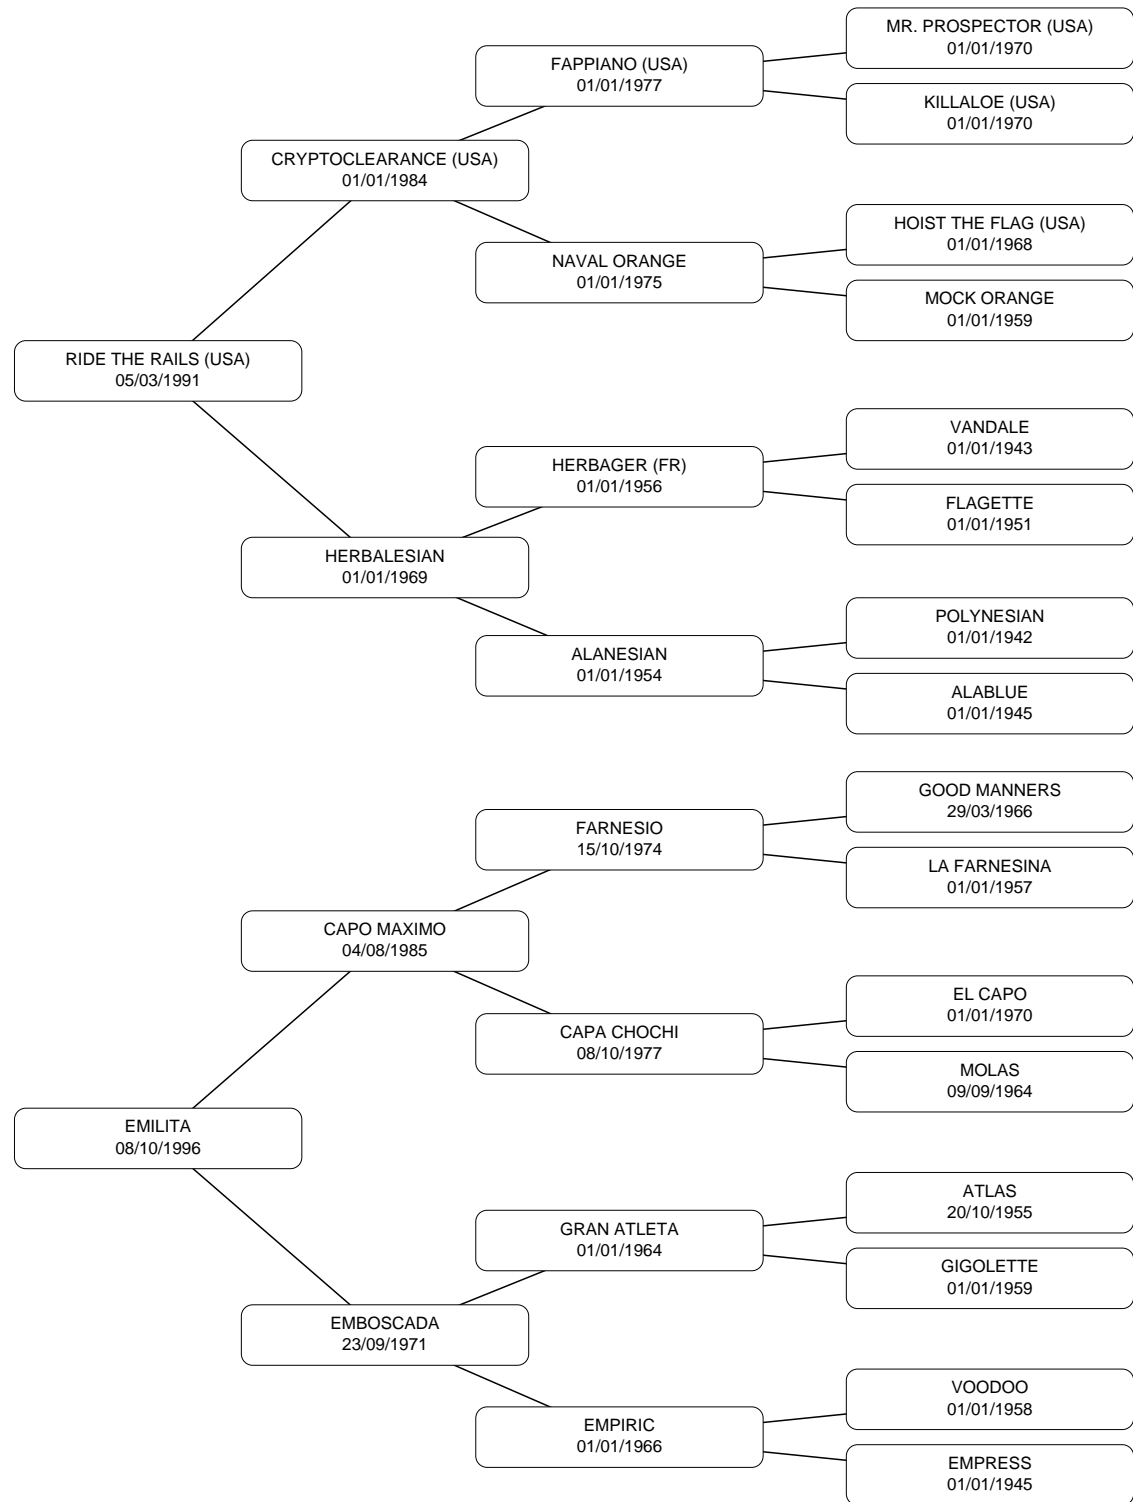 MR. PROSPECTOR (USA)
01/01/1970
FAPPIANO (USA)
01/01/1977
KILLALOE (USA)
01/01/1970
CRYPTOCLEARANCE (USA)
01/01/1984
HOIST THE FLAG (USA)
01/01/1968
NAVAL ORANGE
01/01/1975
MOCK ORANGE
01/01/1959
RIDE THE RAILS (USA)
05/03/1991
VANDALE
01/01/1943
HERBAGER (FR)
01/01/1956
FLAGETTE
01/01/1951
HERBALESIAN
01/01/1969
POLYNESIAN
01/01/1942
ALANESIAN
01/01/1954
ALABLUE
01/01/1945
GOOD MANNERS
29/03/1966
FARNESIO
15/10/1974
LA FARNESINA
01/01/1957
CAPO MAXIMO
04/08/1985
EL CAPO
01/01/1970
CAPA CHOCHI
08/10/1977
MOLAS
09/09/1964
EMILITA
08/10/1996
ATLAS
20/10/1955
GRAN ATLETA
01/01/1964
GIGOLETTE
01/01/1959
EMBOSCADA
23/09/1971
VOODOO
01/01/1958
EMPIRIC
01/01/1966
EMPRESS
01/01/1945